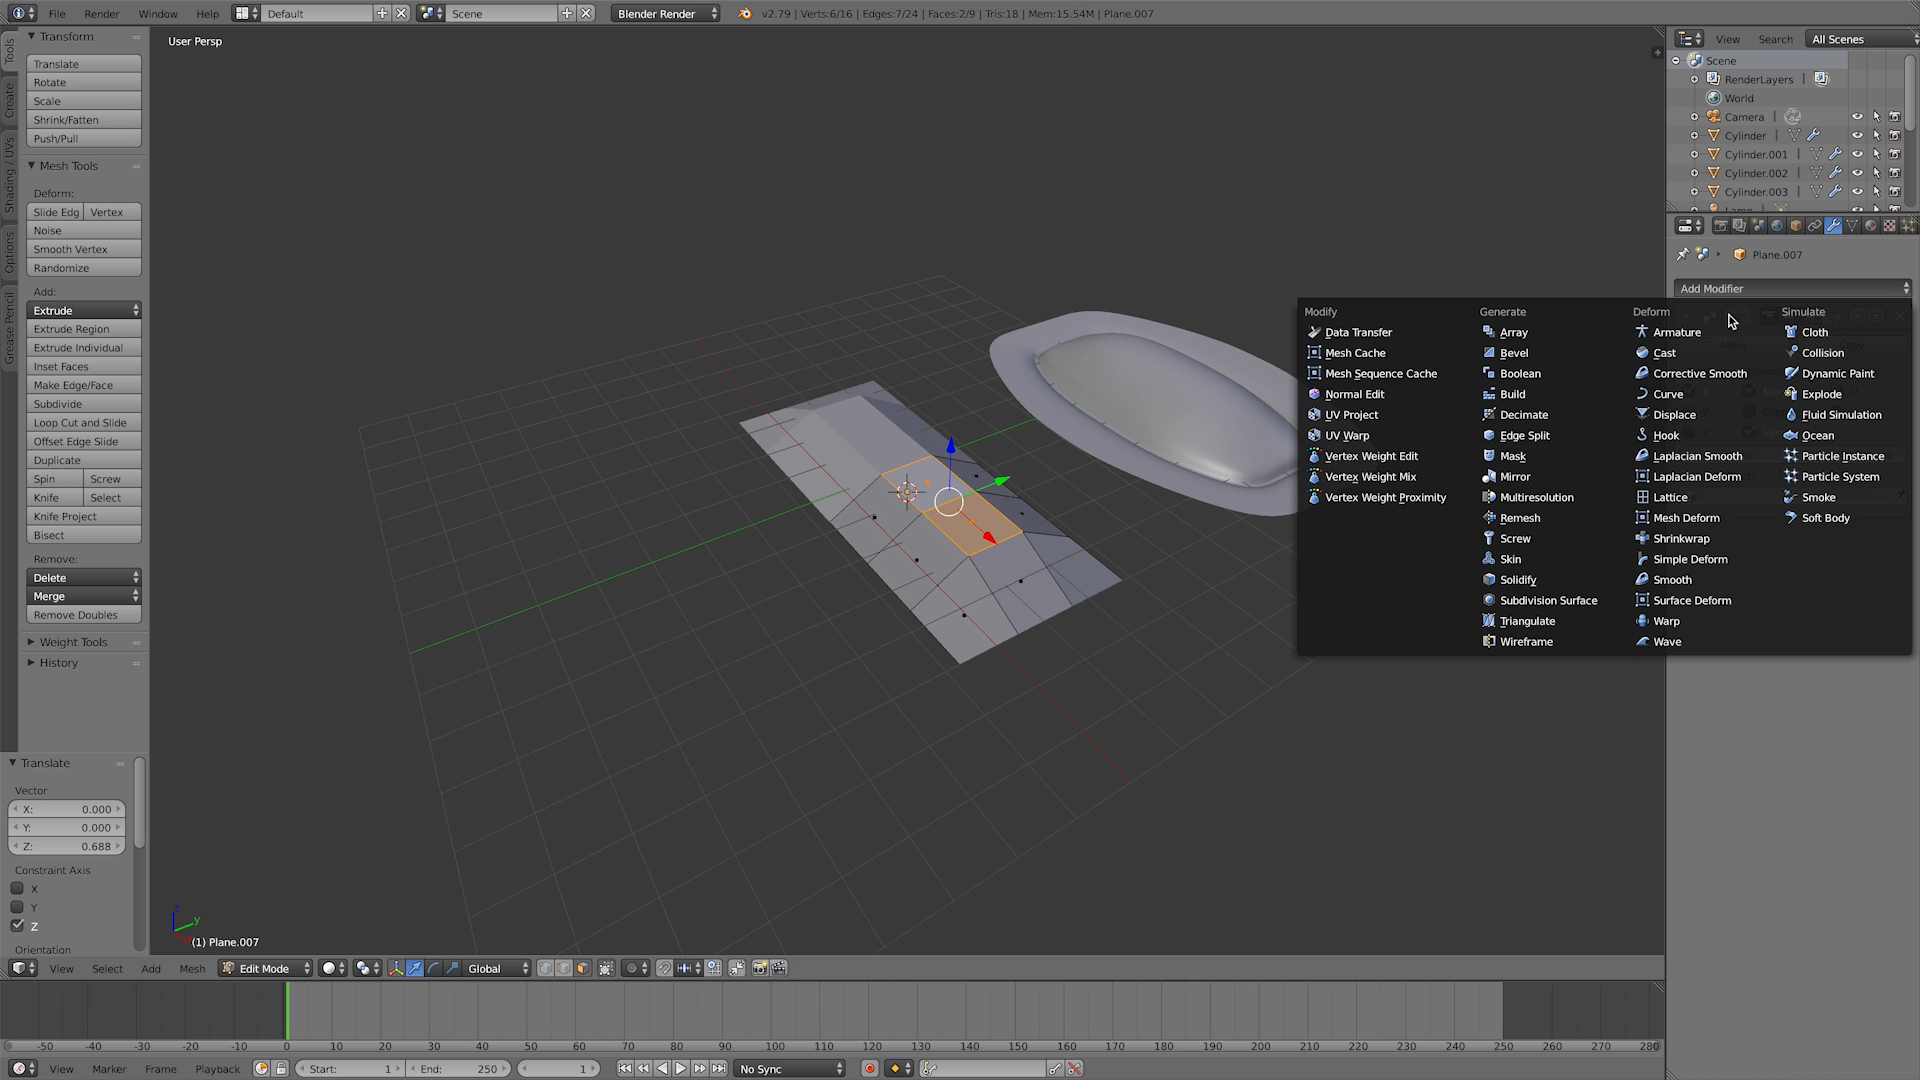 File Render Window Help Default Scene Blender Render v2.79 | Verts:6/16 | Edges:7/24 | Faces:2/9 | Tris:18 | Mem:15.54M | Plane.007
Tools
Create
Shading / UVs
Options
Grease Pencil
Transform
Translate
Rotate
Scale
Shrink/Fatten
Push/Pull
Mesh Tools
Deform:
Slide Edg Vertex
Noise
Smooth Vertex
Randomize
Add:
Extrude
Extrude Region
Extrude Individual
Inset Faces
Make Edge/Face
Subdivide
Loop Cut and Slide
Offset Edge Slide
Duplicate
Spin Screw
Knife Select
Knife Project
Bisect
Remove:
Delete
Merge
Remove Doubles
Weight Tools
History
Translate
Vector
X: 0.000
Y: 0.000
Z: 0.688
Constraint Axis
X
Y
Z
Orientation
User Persp
z
y
(1) Plane.007
View Search All Scenes
Scene
RenderLayers |
World
Camera |
Cylinder |
Cylinder.001 |
Cylinder.002 |
Cylinder.003 |
Lamp
Plane.007
Add Modifier
Modify
Data Transfer
Mesh Cache
Mesh Sequence Cache
Normal Edit
UV Project
UV Warp
Vertex Weight Edit
Vertex Weight Mix
Vertex Weight Proximity
Generate
Array
Bevel
Boolean
Build
Decimate
Edge Split
Mask
Mirror
Multiresolution
Remesh
Screw
Skin
Solidify
Subdivision Surface
Triangulate
Wireframe
Deform
Armature
Cast
Corrective Smooth
Curve
Displace
Hook
Laplacian Smooth
Laplacian Deform
Lattice
Mesh Deform
Shrinkwrap
Simple Deform
Smooth
Surface Deform
Warp
Wave
Simulate
Cloth
Collision
Dynamic Paint
Explode
Fluid Simulation
Ocean
Particle Instance
Particle System
Smoke
Soft Body
Apply Copy
View Select Add Mesh Edit Mode Global
-50 -40 -30 -20 -10 0 10 20 30 40 50 60 70 80 90 100 110 120 130 140 150 160 170 180 190 200 210 220 230 240 250 260 270 280
View Marker Frame Playback Start: 1 End: 250 1 No Sync